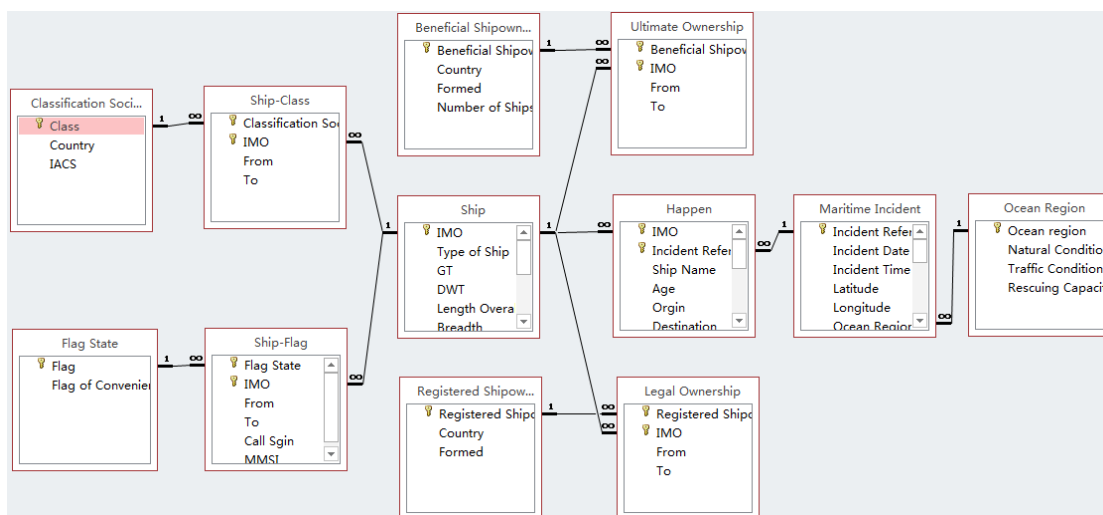 Beneficial Shipown...
Beneficial Shipow
Country
Formed
Number of Ships
1
∞
Ultimate Ownership
Beneficial Shipow
IMO
From
To
∞
Classification Soci...
Class
Country
IACS
1
∞
Ship-Class
Classification Soc
IMO
From
To
∞
1
Ship
IMO
Type of Ship
GT
DWT
Length Overa
Breadth
1
∞
Happen
IMO
Incident Refer
Ship Name
Age
Orgin
Destination
∞
1
Maritime Incident
Incident Refer
Incident Date
Incident Time
Latitude
Longitude
Ocean Region
∞
1
Ocean Region
Ocean region
Natural Conditio
Traffic Condition
Rescuing Capacit
Flag State
Flag
Flag of Convenien
1
∞
Ship-Flag
Flag State
IMO
From
To
Call Sgin
MMSI
∞
Registered Shipow...
Registered Shipo
Country
Formed
1
∞
∞
Legal Ownership
Registered Shipo
IMO
From
To